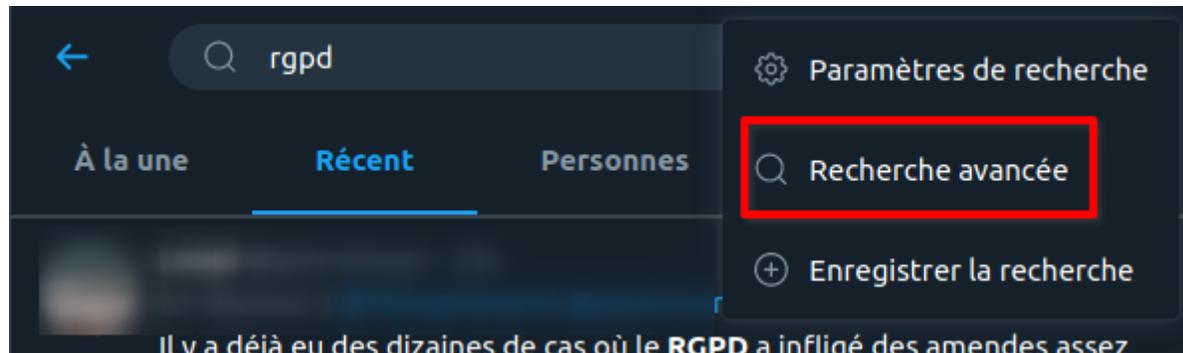 rgpd
Paramètres de recherche
À la une Récent Personnes
Recherche avancée
Enregistrer la recherche
Il y a déjà eu des dizaines de cas où le RGPD a infligé des amendes assez